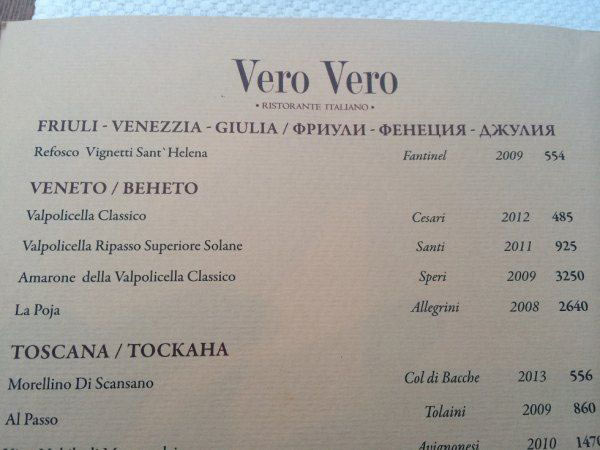 Vero Vero
• RISTORANTE ITALIANO •
FRIULI - VENEZZIA - GIULIA / ФРИУЛИ - ФЕНЕЦИЯ - ДЖУЛИЯ
Refosco Vignetti Sant`Helena Fantinel 2009 554
VENETO / ВЕНЕТО
Valpolicella Classico Cesari 2012 485
Valpolicella Ripasso Superiore Solane Santi 2011 925
Amarone della Valpolicella Classico Speri 2009 3250
La Poja Allegrini 2008 2640
TOSCANA / ТОСКАНА
Morellino Di Scansano Col di Bacche 2013 556
Al Passo Tolaini 2009 860
Avignonesi 2010 1470